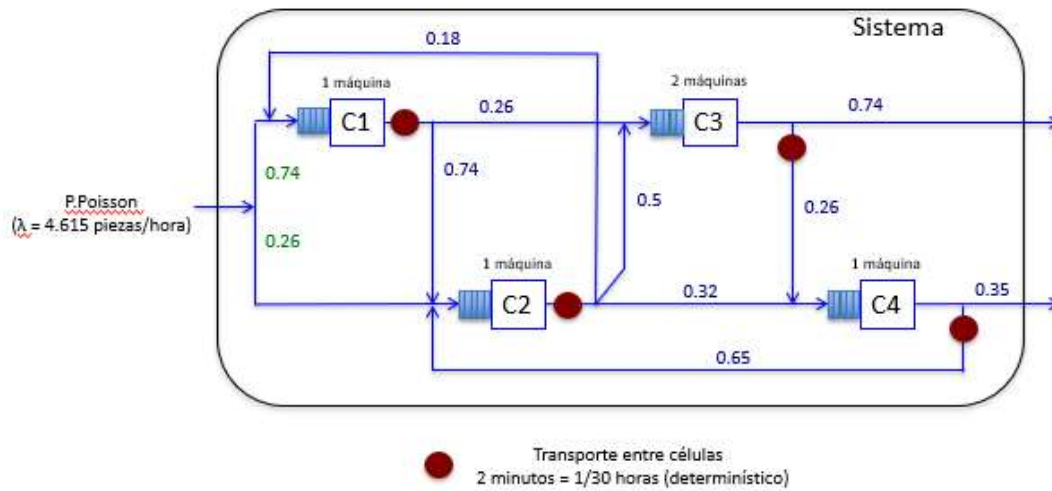 Sistema
0.18
1 máquina
2 máquinas
C1
0.26
C3
0.74
0.74
0.74
P.Poisson
(λ = 4.615 piezas/hora)
0.5
0.26
0.26
1 máquina
1 máquina
C2
0.32
C4
0.35
0.65
Transporte entre células
2 minutos = 1/30 horas (determinístico)